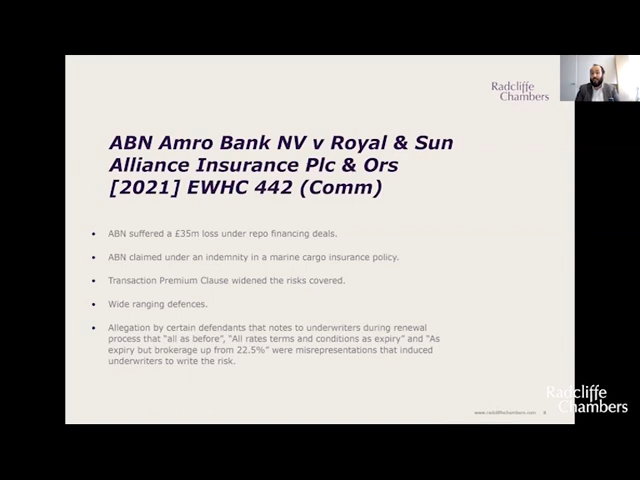 Radcliffe
Chambers
ABN Amro Bank NV v Royal & Sun
Alliance Insurance Plc & Ors
[2021] EWHC 442 (Comm)
• ABN suffered a £35m loss under repo financing deals.
• ABN claimed under an indemnity in a marine cargo insurance policy.
• Transaction Premium Clause widened the risks covered.
• Wide ranging defences.
• Allegation by certain defendants that notes to underwriters during renewal
process that “all as before”, “All rates terms and conditions as expiry” and “As
expiry but brokerage up from 22.5%” were misrepresentations that induced
underwriters to write the risk.
www.radcliffechambers.com 8
Radcliffe
Chambers